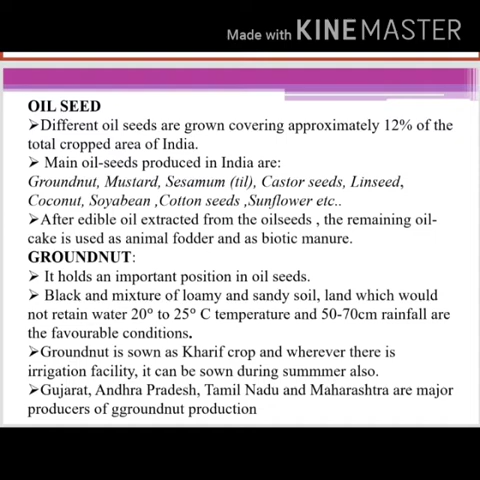 Made with KINEMASTER
OIL SEED
➢Different oil seeds are grown covering approximately 12% of the
total cropped area of India.
➢ Main oil-seeds produced in India are:
Groundnut, Mustard, Sesamum (til), Castor seeds, Linseed,
Coconut, Soyabean ,Cotton seeds ,Sunflower etc..
➢After edible oil extracted from the oilseeds , the remaining oil-
cake is used as animal fodder and as biotic manure.
GROUNDNUT:
➢ It holds an important position in oil seeds.
➢ Black and mixture of loamy and sandy soil, land which would
not retain water 20° to 25° C temperature and 50-70cm rainfall are
the favourable conditions.
➢Groundnut is sown as Kharif crop and wherever there is
irrigation facility, it can be sown during summmer also.
➢Gujarat, Andhra Pradesh, Tamil Nadu and Maharashtra are major
producers of ggroundnut production